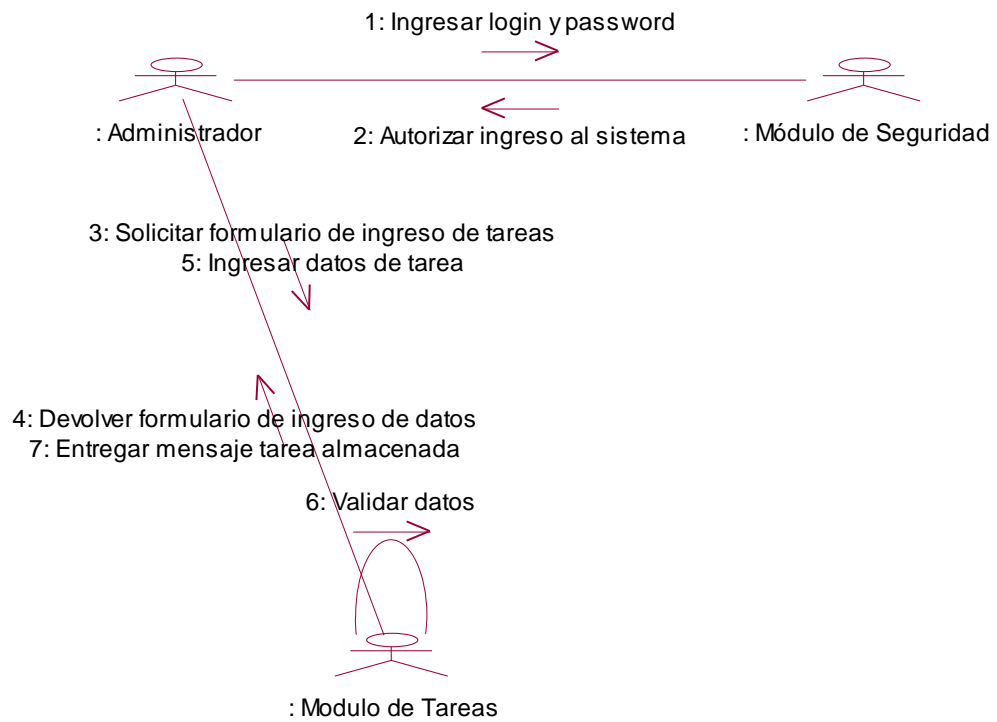 1: Ingresar login y password
: Administrador
2: Autorizar ingreso al sistema
: Módulo de Seguridad
3: Solicitar formulario de ingreso de tareas
5: Ingresar datos de tarea
4: Devolver formulario de ingreso de datos
7: Entregar mensaje tarea almacenada
6: Validar datos
: Modulo de Tareas